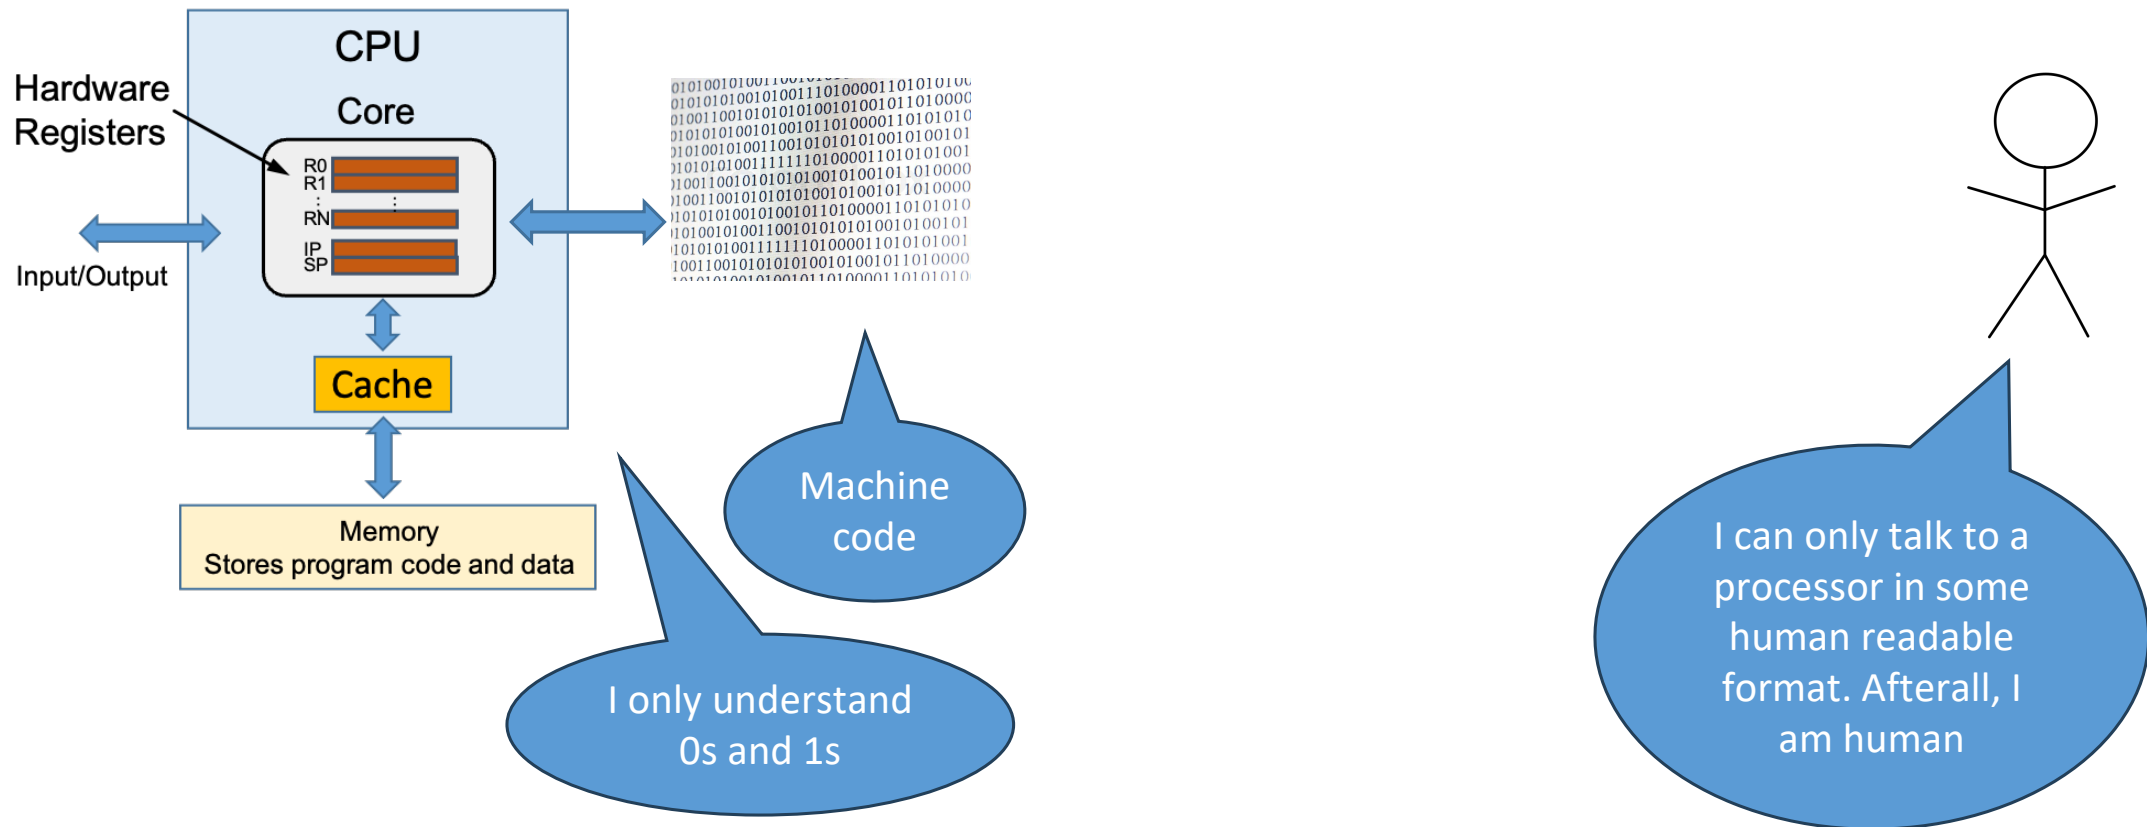 CPU
Hardware
Registers
Core
R0
R1
RN
IP
SP
Input/Output
Cache
Memory
Stores program code and data
Machine
code
I only understand
0s and 1s
I can only talk to a
processor in some
human readable
format. Afterall, I
am human